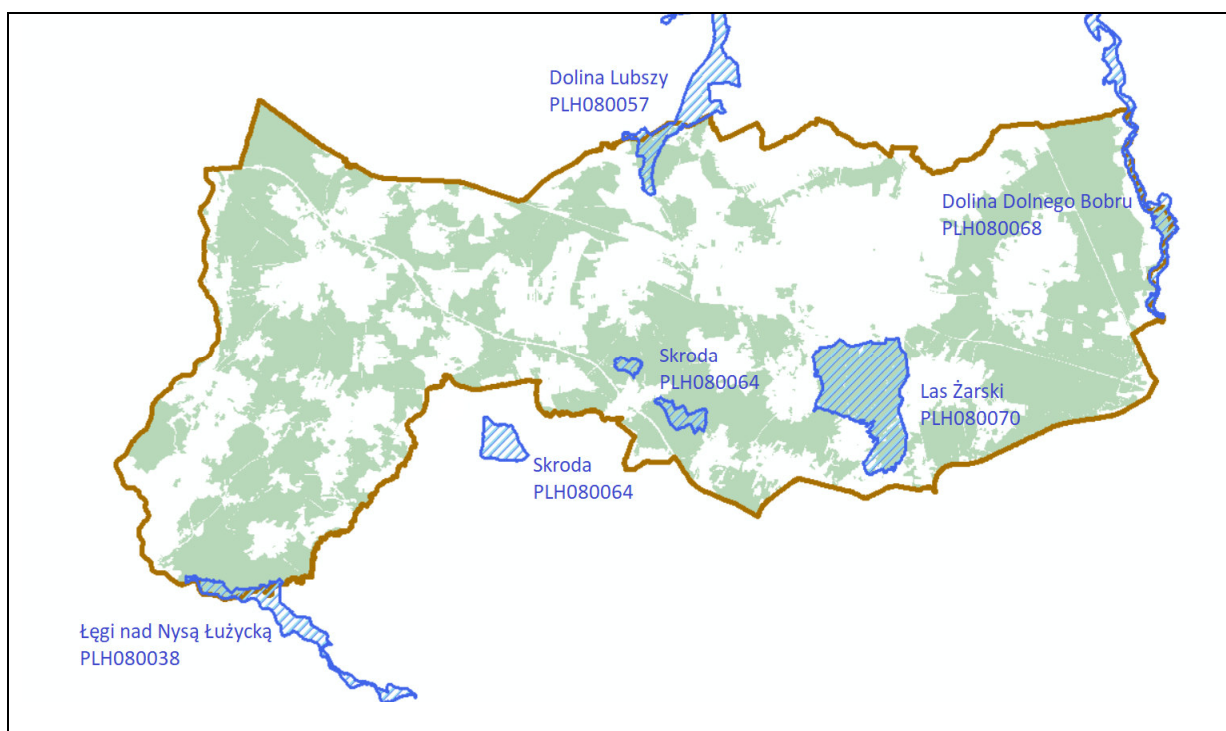 Dolina Lubszy
PLH080057
Dolina Dolnego Bobru
PLH080068
Skroda
PLH080064
Las Żarski
PLH080070
Skroda
PLH080064
Łęgi nad Nysą Łużycką
PLH080038